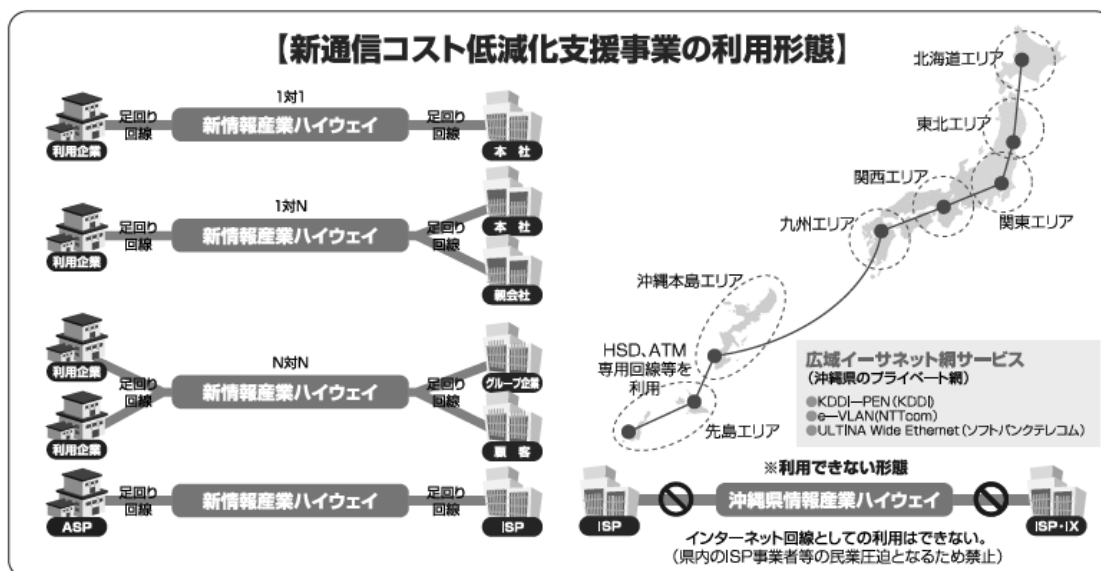 【新通信コスト低減化支援事業の利用形態】
1対1
利用企業
足回り
回線
新情報産業ハイウェイ
足回り
回線
本 社
1対N
利用企業
足回り
回線
新情報産業ハイウェイ
足回り
回線
本 社
親会社
N対N
利用企業
利用企業
足回り
回線
新情報産業ハイウェイ
足回り
回線
グループ企業
顧 客
ASP
足回り
回線
新情報産業ハイウェイ
足回り
回線
ISP
北海道エリア
東北エリア
関西エリア
九州エリア
関東エリア
沖縄本島エリア
HSD、ATM
専用回線等を
利用
先島エリア
広域イーサネット網サービス
(沖縄県のプライベート網)
●KDDI—PEN(KDDI)
●e—VLAN(NTTcom)
●ULTINA Wide Ethernet(ソフトバンクテレコム)
※利用できない形態
ISP
沖縄県情報産業ハイウェイ
ISP・IX
インターネット回線としての利用はできない。
(県内のISP事業者等の民業圧迫となるため禁止)